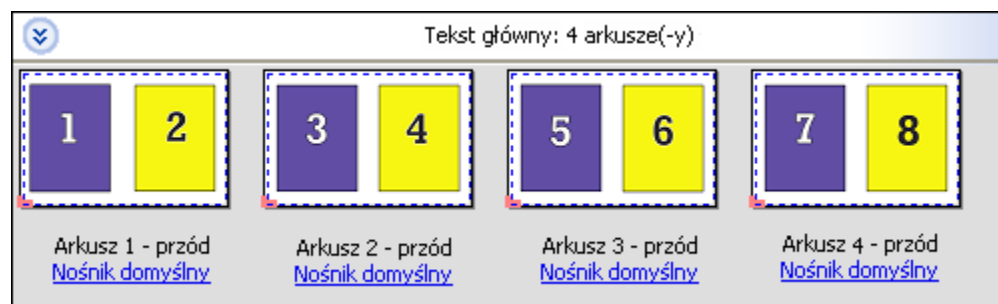 Tekst główny: 4 arkusze(-y)
1 2 3 4 5 6 7 8
Arkusz 1 - przód Arkusz 2 - przód Arkusz 3 - przód Arkusz 4 - przód
Nośnik domyślny Nośnik domyślny Nośnik domyślny Nośnik domyślny